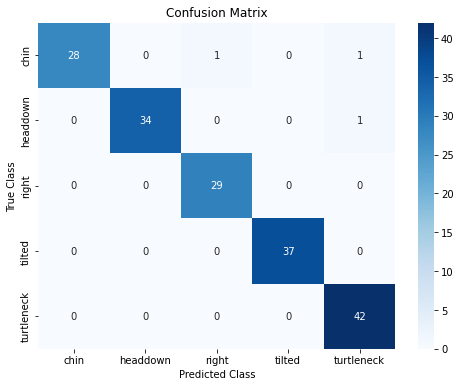 Confusion Matrix
True Class
chin 28 0 1 0 1
headdown 0 34 0 0 1
right 0 0 29 0 0
tilted 0 0 0 37 0
turtleneck 0 0 0 0 42
chin headdown right tilted turtleneck
Predicted Class
40
35
30
25
20
15
10
5
0